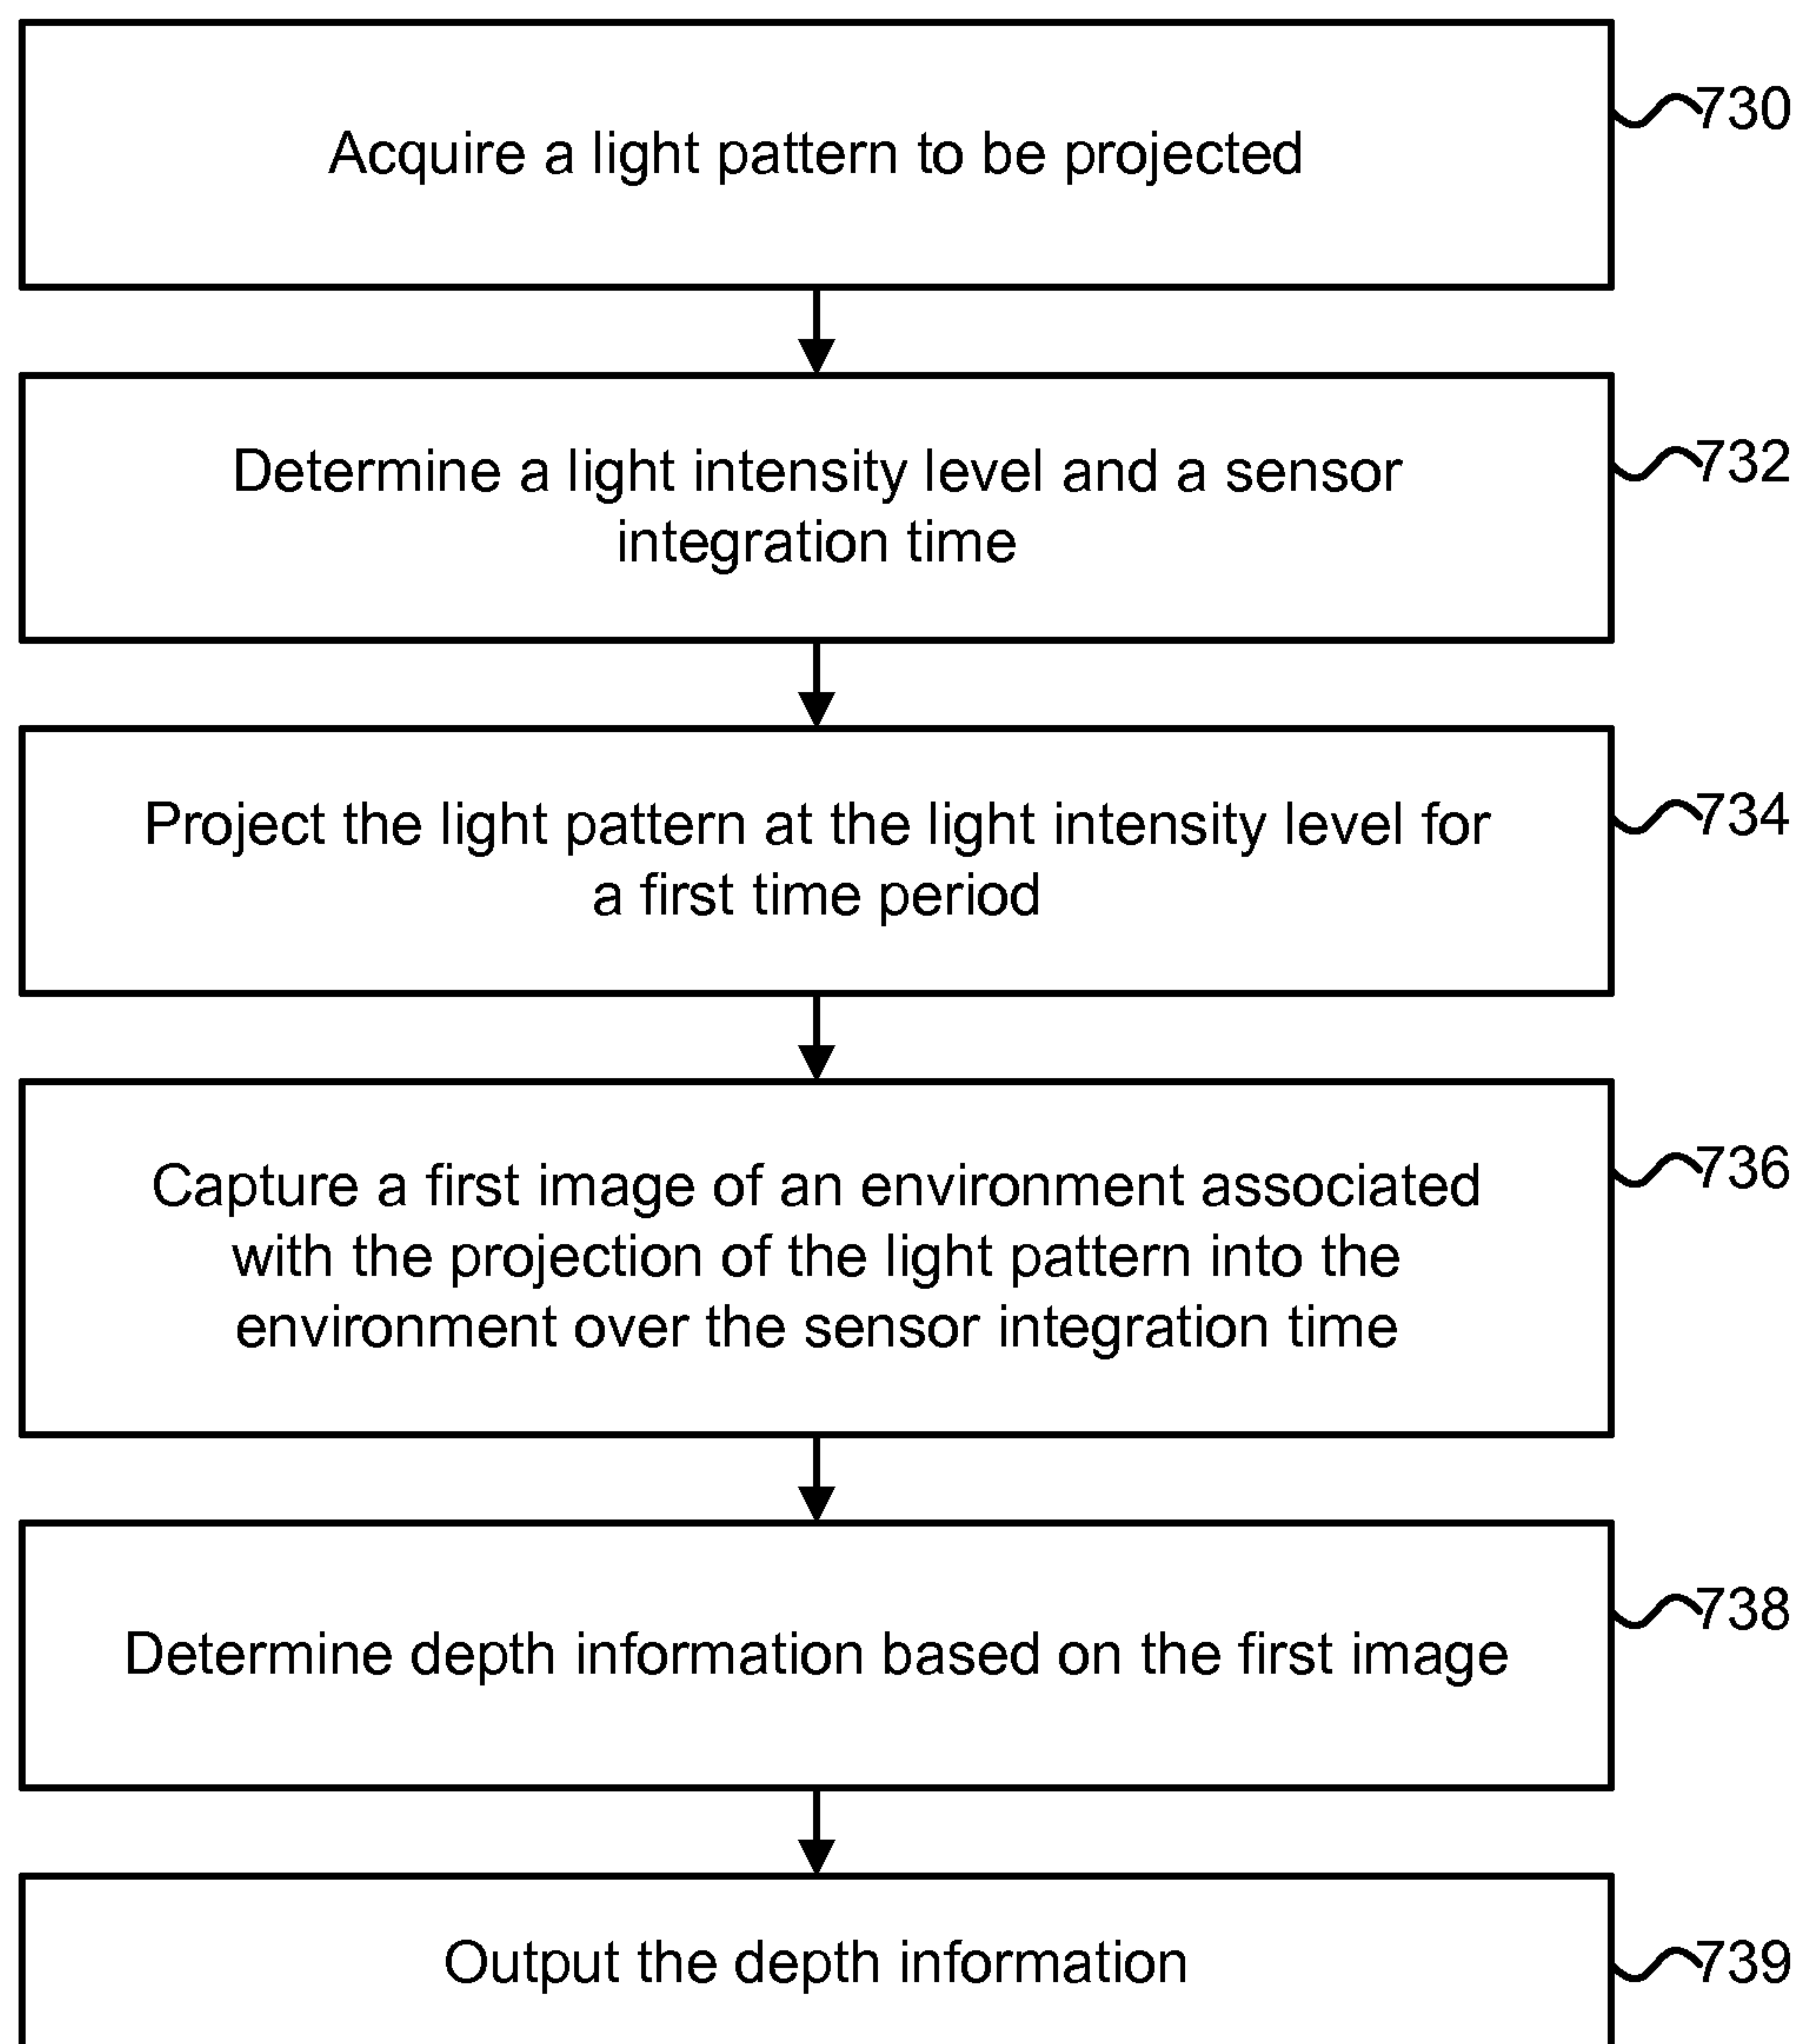 Acquire a light pattern to be projected
730
Determine a light intensity level and a sensor
integration time
732
Project the light pattern at the light intensity level for
a first time period
734
Capture a first image of an environment associated
with the projection of the light pattern into the
environment over the sensor integration time
736
Determine depth information based on the first image
738
Output the depth information
739